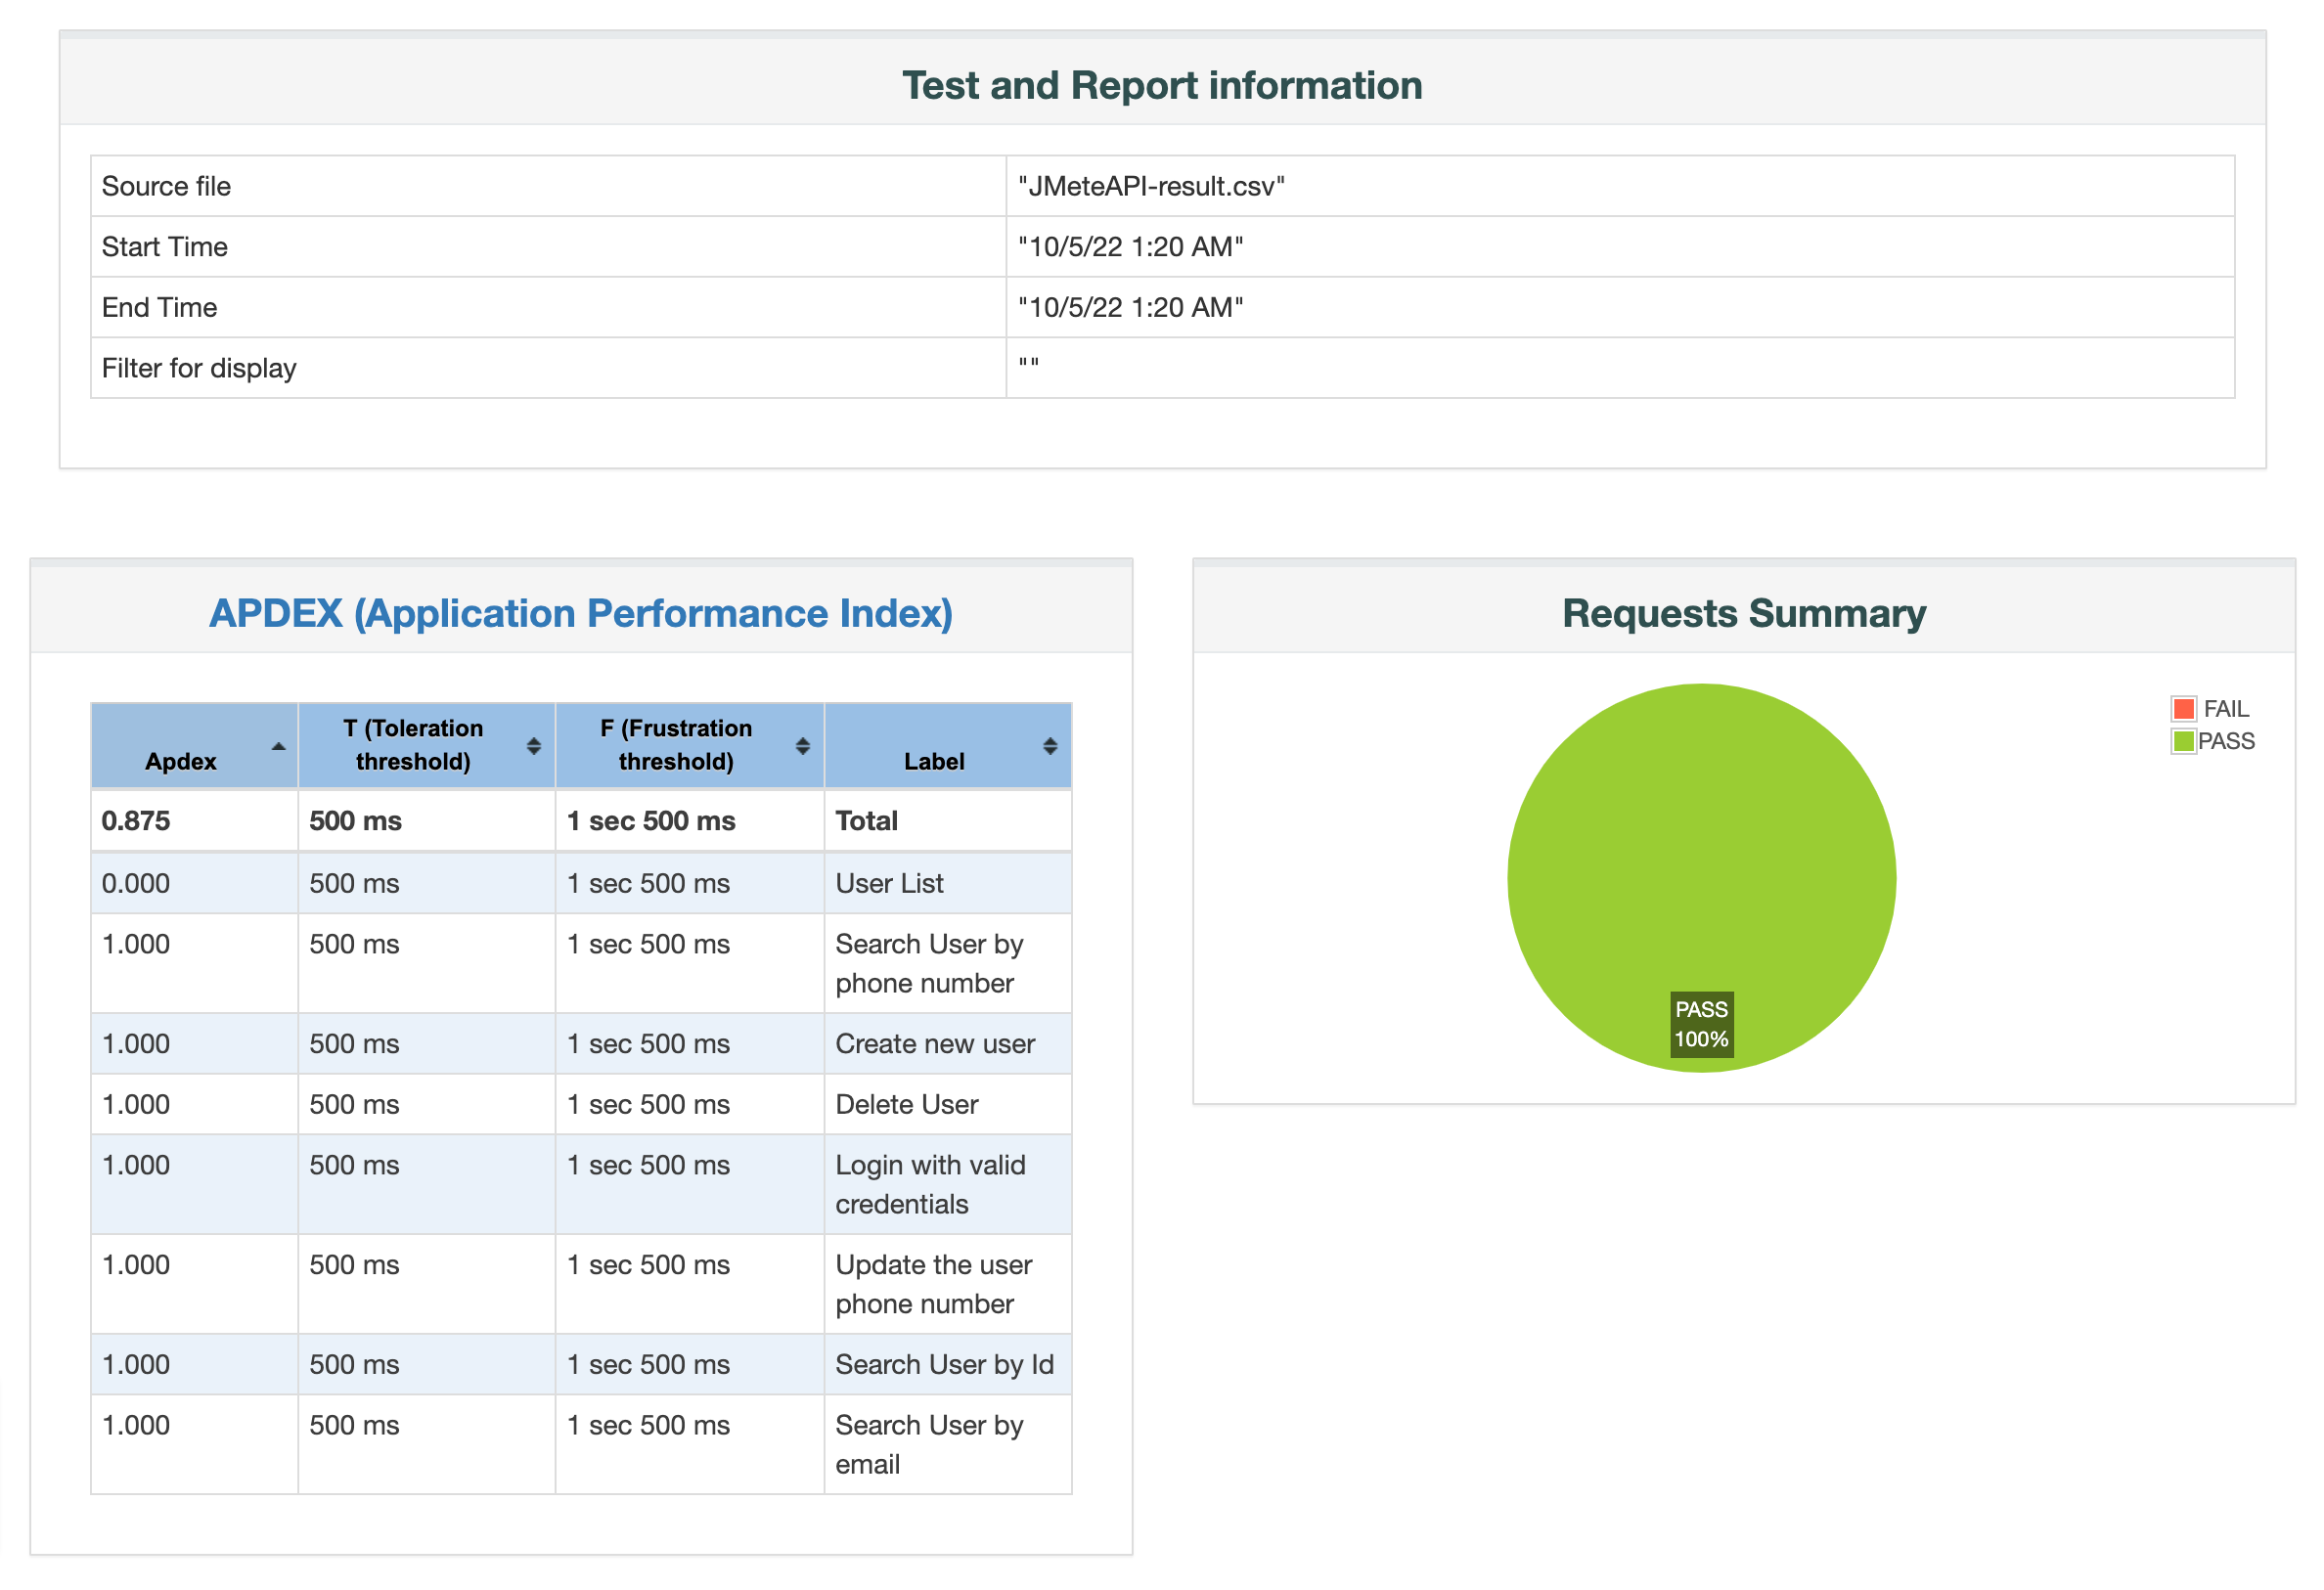 Test and Report information
Source file "JMeteAPI-result.csv"
Start Time "10/5/22 1:20 AM"
End Time "10/5/22 1:20 AM"
Filter for display ""
APDEX (Application Performance Index)
Apdex T (Toleration threshold) F (Frustration threshold) Label
0.875 500 ms 1 sec 500 ms Total
0.000 500 ms 1 sec 500 ms User List
1.000 500 ms 1 sec 500 ms Search User by
phone number
1.000 500 ms 1 sec 500 ms Create new user
1.000 500 ms 1 sec 500 ms Delete User
1.000 500 ms 1 sec 500 ms Login with valid
credentials
1.000 500 ms 1 sec 500 ms Update the user
phone number
1.000 500 ms 1 sec 500 ms Search User by Id
1.000 500 ms 1 sec 500 ms Search User by
email
Requests Summary
FAIL
PASS
PASS
100%